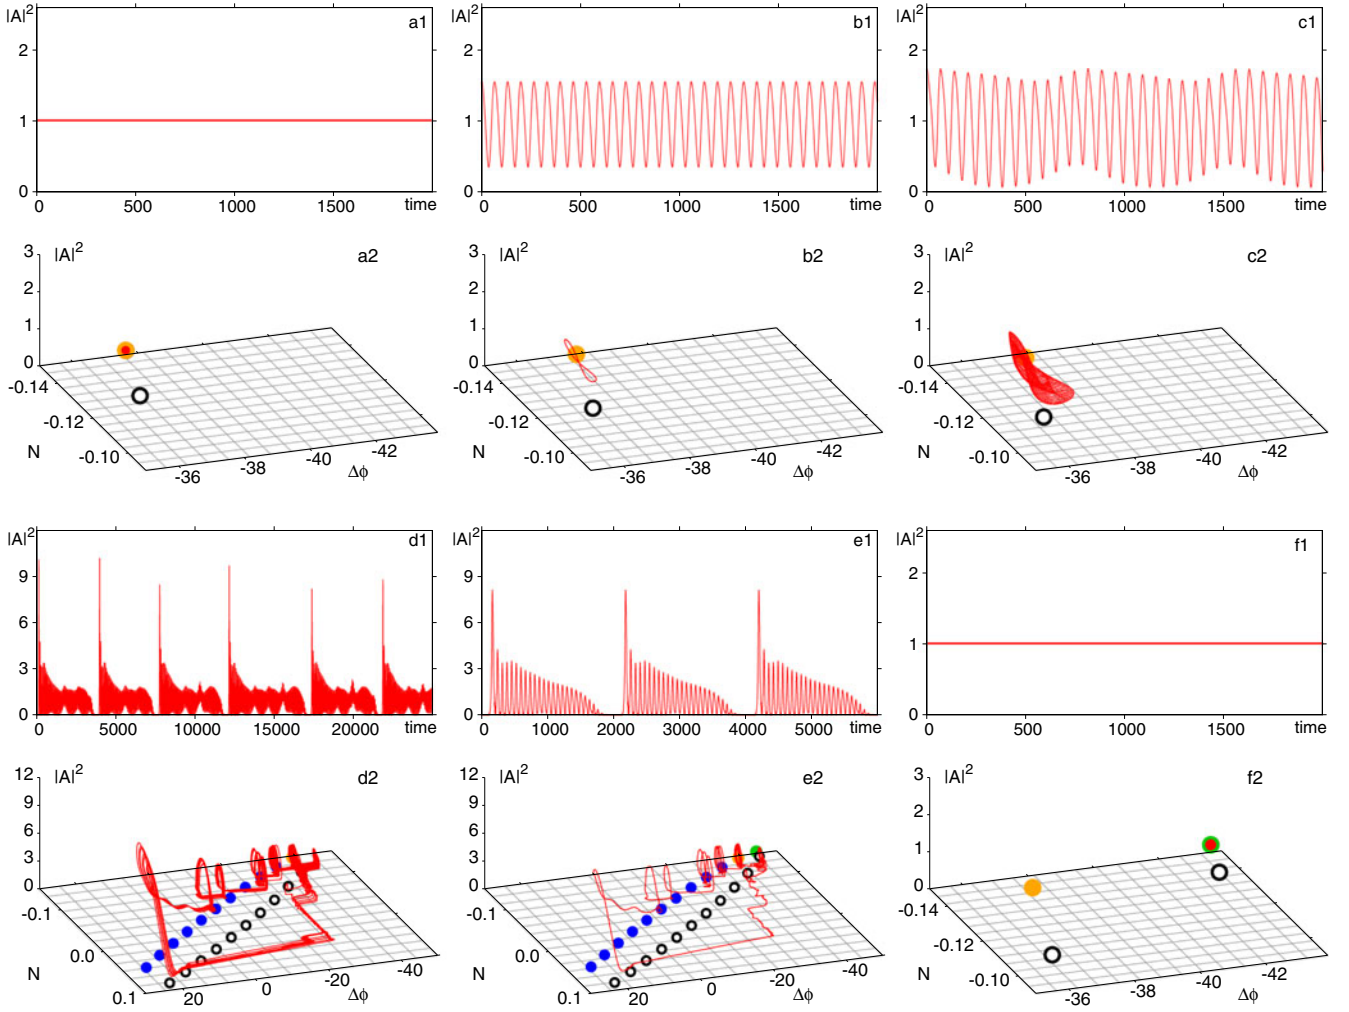 |A|² a1
2
1
0
0 500 1000 1500 time
|A|² b1
2
1
0
0 500 1000 1500 time
|A|² c1
2
1
0
0 500 1000 1500 time
3 |A|² a2
2
1
0
-0.14
-0.12
N -0.10
-36 -38 -40 -42
Δϕ
3 |A|² b2
2
1
0
-0.14
-0.12
N -0.10
-36 -38 -40 -42
Δϕ
3 |A|² c2
2
1
0
-0.14
-0.12
N -0.10
-36 -38 -40 -42
Δϕ
|A|² d1
9
6
3
0
0 5000 10000 15000 20000 time
|A|² e1
9
6
3
0
0 1000 2000 3000 4000 5000 time
|A|² f1
2
1
0
0 500 1000 1500 time
12 |A|² d2
9
6
3
0
-0.1
0.0
N
0.1 20 0 -20 -40
Δϕ
12 |A|² e2
9
6
3
0
-0.1
0.0
N
0.1 20 0 -20 -40
Δϕ
3 |A|² f2
2
1
0
-0.14
-0.12
N -0.10
-36 -38 -40 -42
Δϕ